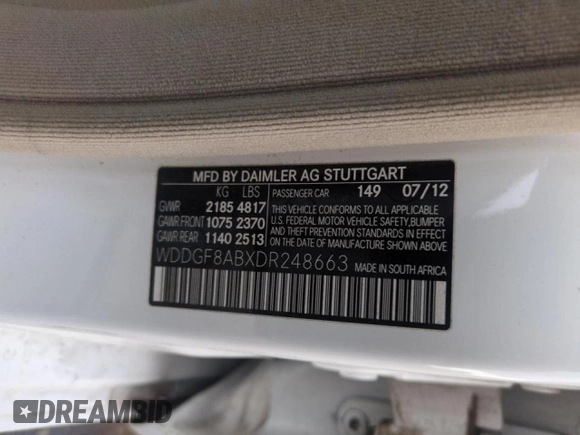 MFD BY DAIMLER AG STUTTGART
KG LBS PASSENGER CAR 149 07/12
GVWR 2185 4817 THIS VEHICLE CONFORMS TO ALL APPLICABLE
GAWR FRONT 1075 2370 U.S. FEDERAL MOTOR VEHICLE SAFETY,BUMPER
GAWR REAR 1140 2513 AND THEFT PREVENTION STANDARDS IN EFFECT
ON THE DATE OF MANUFACTURE SHOWN ABOVE.
WDDGF8ABXDR248663 MADE IN SOUTH AFRICA
DREAMBID